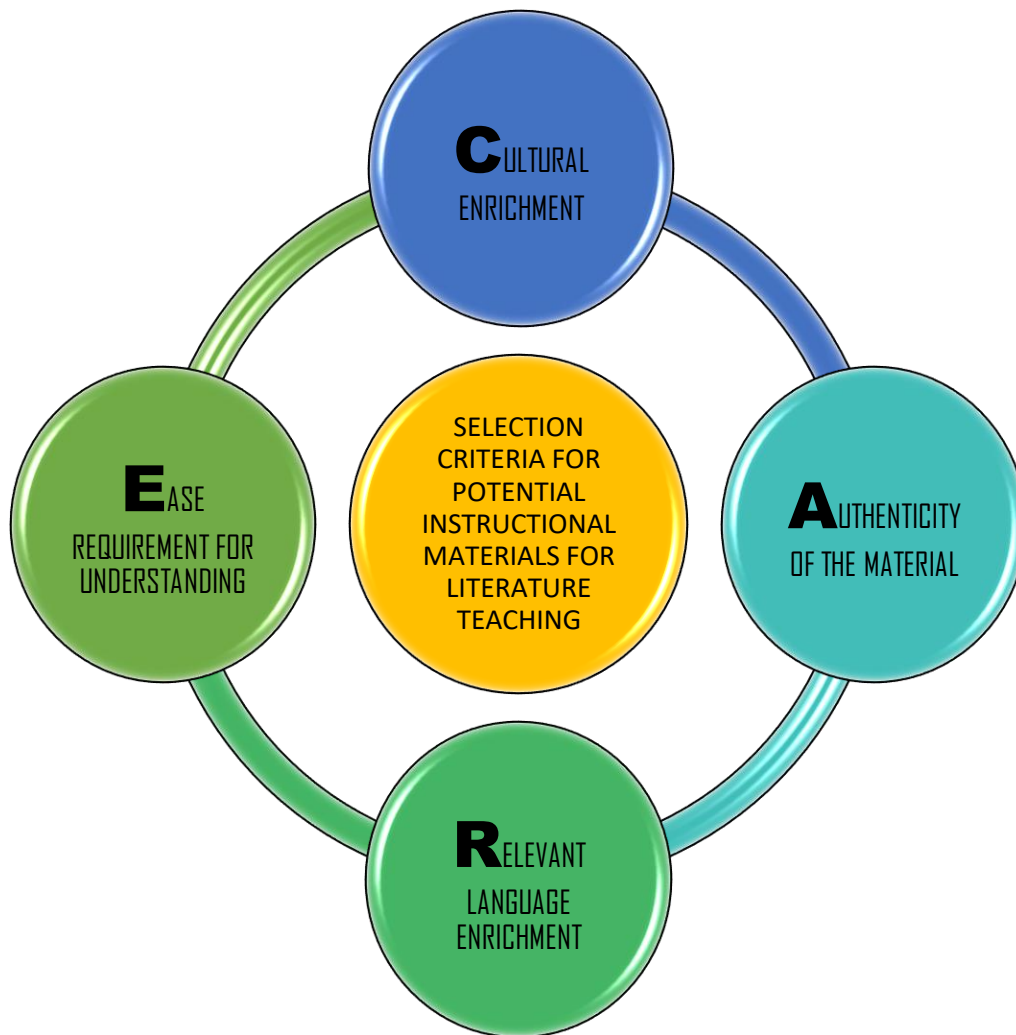 CULTURAL
ENRICHMENT
SELECTION
CRITERIA FOR
POTENTIAL
INSTRUCTIONAL
MATERIALS FOR
LITERATURE
TEACHING
EASE
REQUIREMENT FOR
UNDERSTANDING
AUTHENTICITY
OF THE MATERIAL
RELEVANT
LANGUAGE
ENRICHMENT